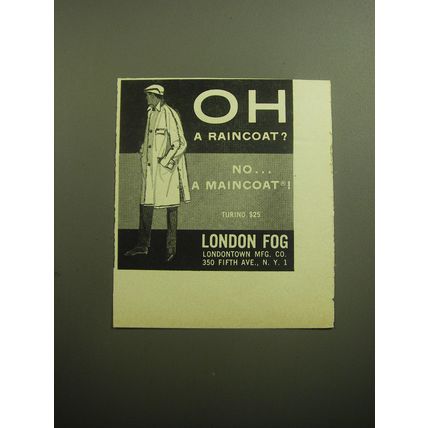 OH
A RAINCOAT?
NO...
A MAINCOAT®!
TURINO $25
LONDON FOG
LONDONTOWN MFG. CO.
350 FIFTH AVE., N. Y. 1